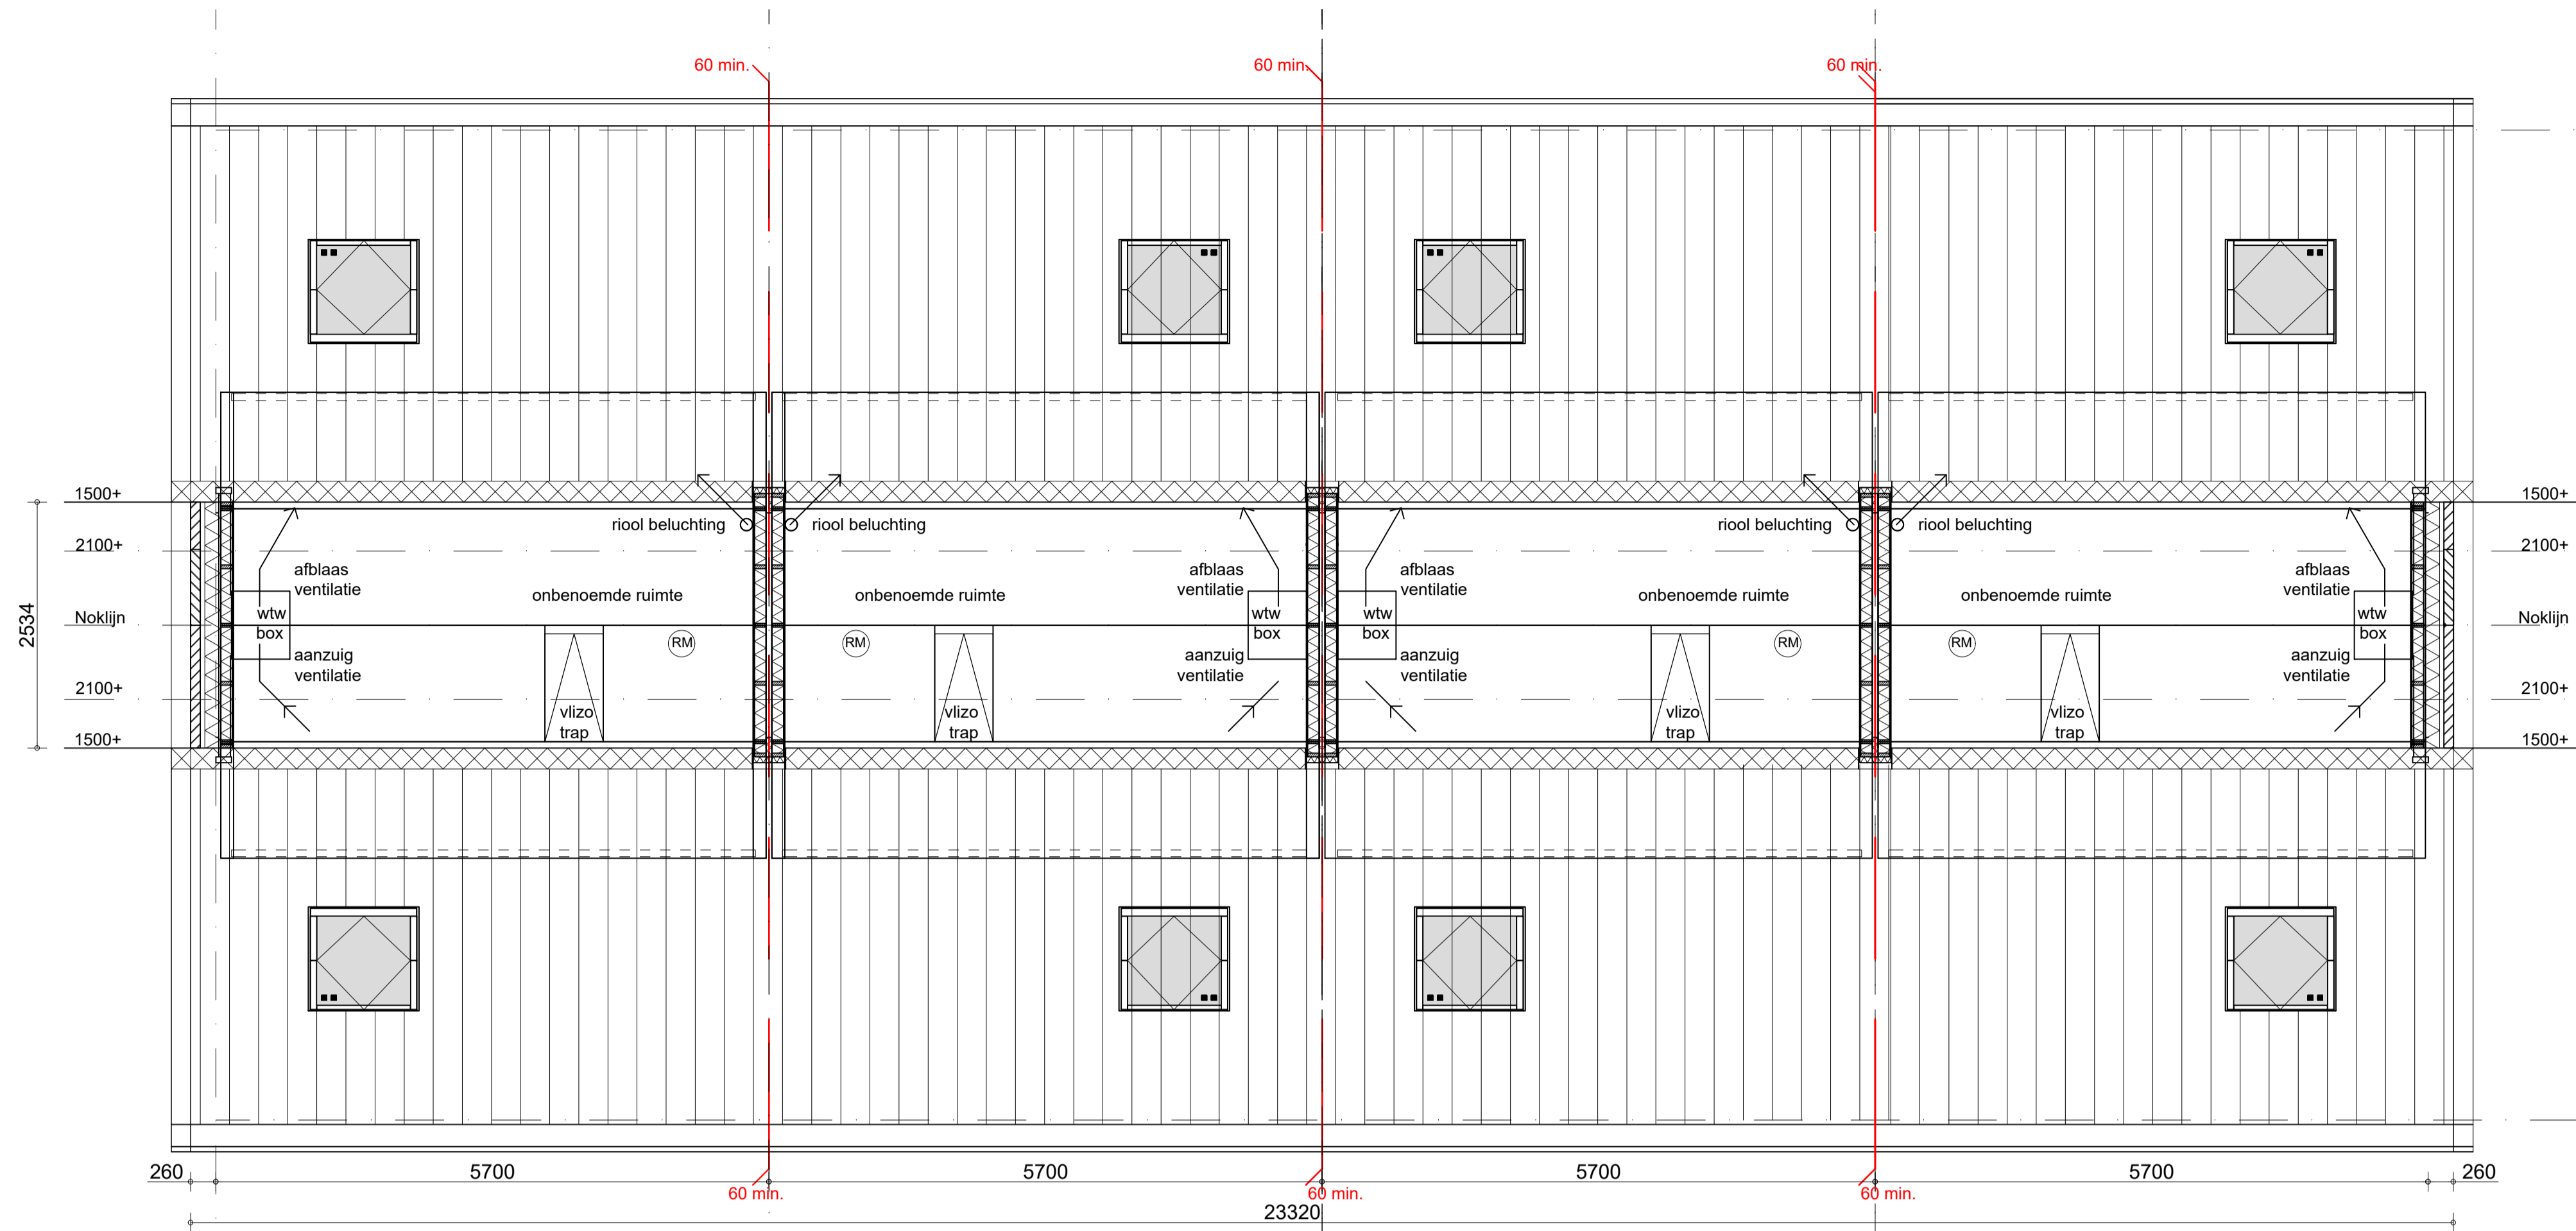 60 min.
60 min.
60 min.
1500+
1500+
riool beluchting
riool beluchting
riool beluchting
riool beluchting
2100+
2100+
afblaas
ventilatie
afblaas
ventilatie
afblaas
ventilatie
afblaas
ventilatie
onbenoemde ruimte
onbenoemde ruimte
onbenoemde ruimte
onbenoemde ruimte
2534
Noklijn
Noklijn
wtw
box
wtw
box
wtw
box
wtw
box
RM
RM
RM
RM
aanzuig
ventilatie
aanzuig
ventilatie
aanzuig
ventilatie
aanzuig
ventilatie
2100+
2100+
vlizo
trap
vlizo
trap
vlizo
trap
vlizo
trap
1500+
1500+
260
5700
5700
5700
5700
260
60 min.
60 min.
60 min.
23320